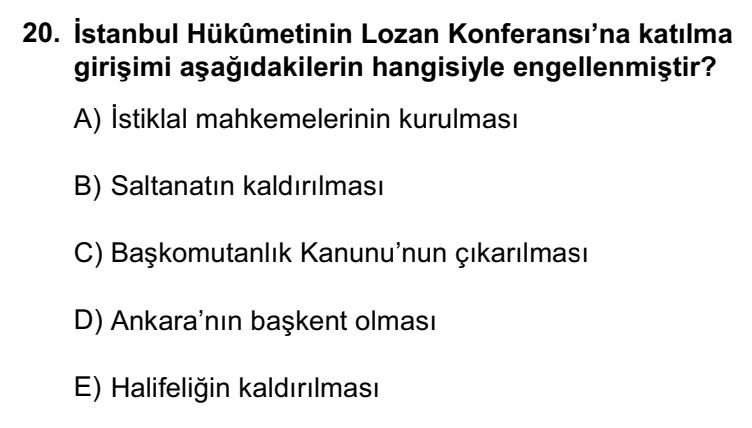 20. İstanbul Hükûmetinin Lozan Konferansı’na katılma
girişimi aşağıdakilerin hangisiyle engellenmiştir?
A) İstiklal mahkemelerinin kurulması
B) Saltanatın kaldırılması
C) Başkomutanlık Kanunu’nun çıkarılması
D) Ankara’nın başkent olması
E) Halifeliğin kaldırılması